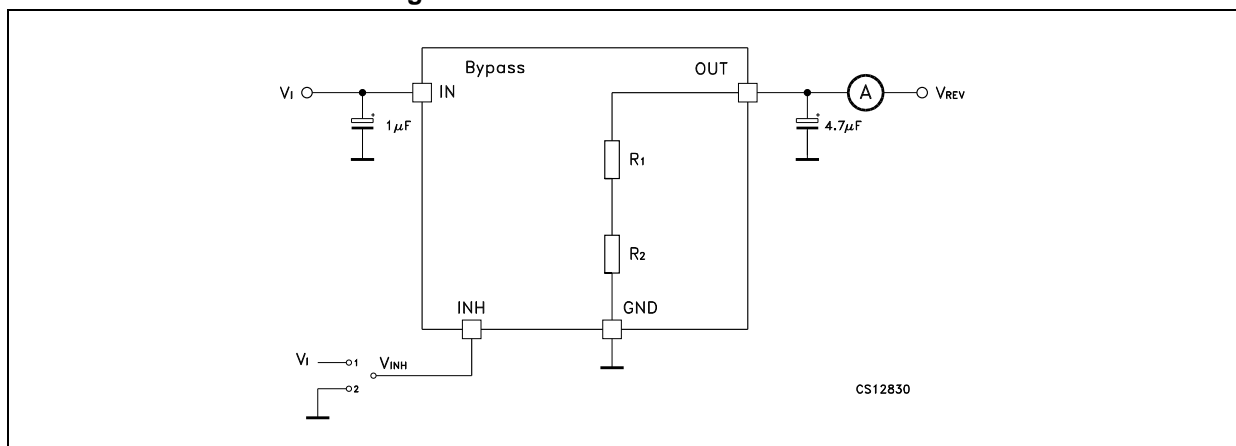 g
Bypass
OUT
VI
IN
A
VREV
1µF
4.7µF
R1
R2
INH
GND
VI
1
VINH
2
CS12830